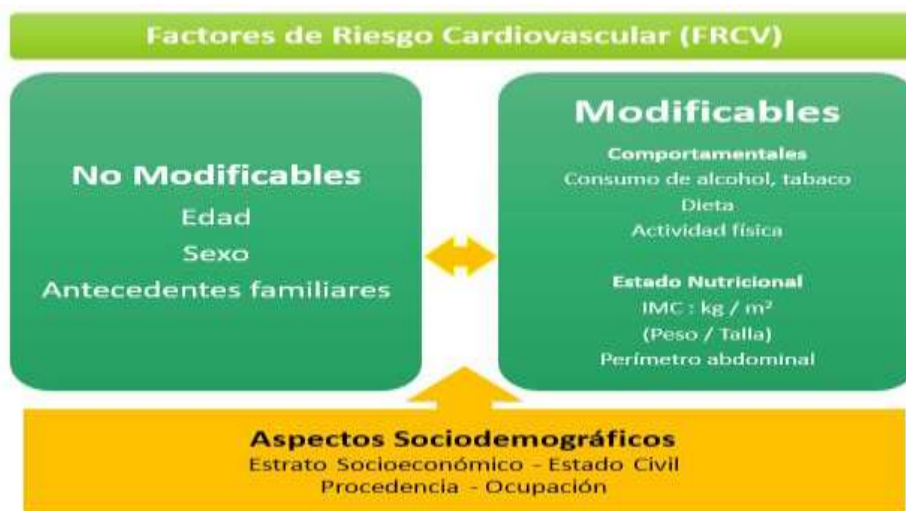 Factores de Riesgo Cardiovascular (FRCV)
No Modificables
Edad
Sexo
Antecedentes familiares
Modificables
Comportamentales
Consumo de alcohol, tabaco
Dieta
Actividad física
Estado Nutricional
IMC : kg / m²
(Peso / Talla)
Perímetro abdominal
Aspectos Sociodemográficos
Estrato Socioeconómico - Estado Civil
Procedencia - Ocupación